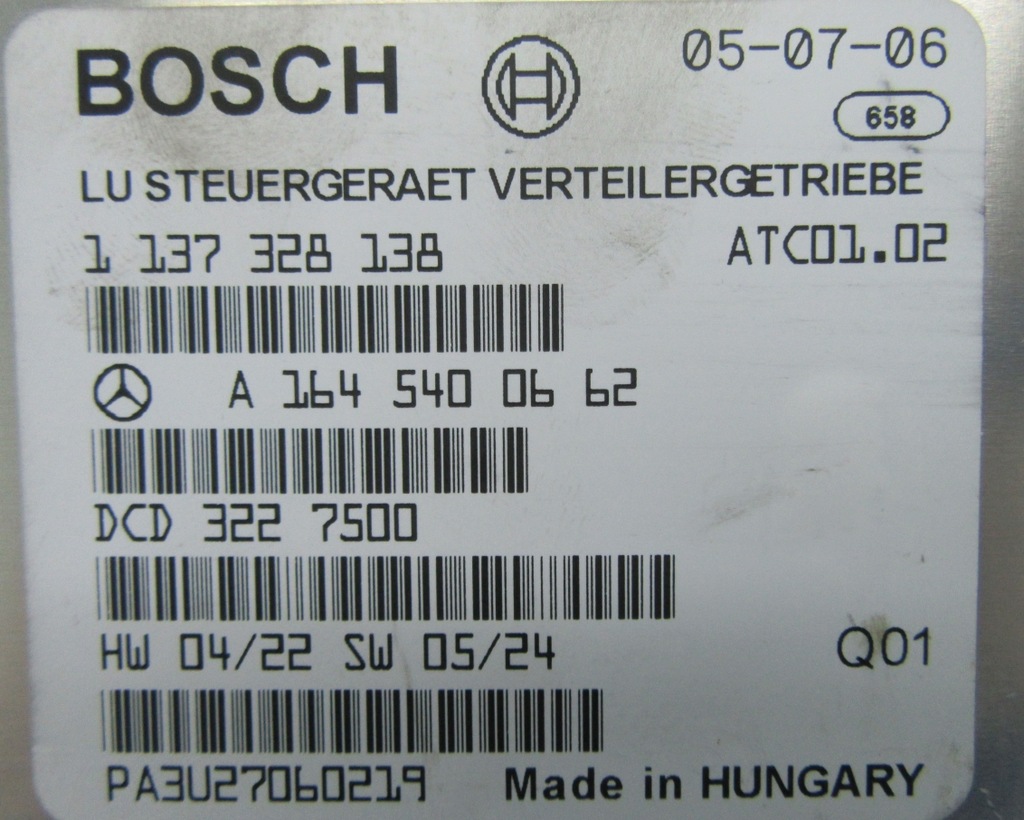 BOSCH 05-07-06
658
LU STEUERGERAET VERTEILERGETRIEBE
1 137 328 138 ATC01.02
A 164 540 06 62
DCD 322 7500
HW 04/22 SW 05/24 Q01
PA3U27060219 Made in HUNGARY